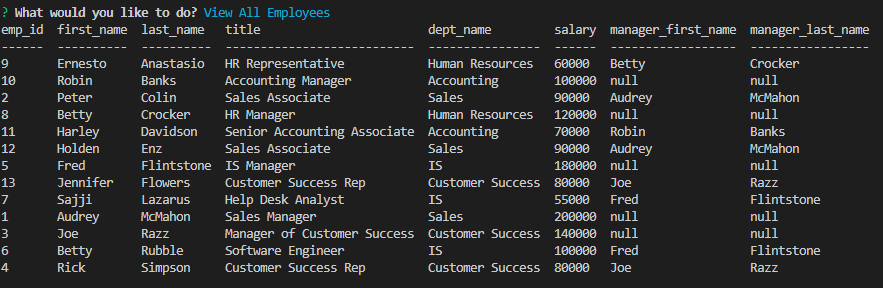 ? What would you like to do? View All Employees
emp_id  first_name  last_name   title                        dept_name         salary  manager_first_name  manager_last_name
------  ----------  ----------  ---------------------------  ----------------  ------  ------------------  -----------------
9       Ernesto     Anastasio   HR Representative            Human Resources   60000   Betty               Crocker
10      Robin       Banks       Accounting Manager           Accounting        100000  null                null
2       Peter       Colin       Sales Associate              Sales             90000   Audrey              McMahon
8       Betty       Crocker     HR Manager                   Human Resources   120000  null                null
11      Harley      Davidson    Senior Accounting Associate  Accounting        70000   Robin               Banks
12      Holden      Enz         Sales Associate              Sales             90000   Audrey              McMahon
5       Fred        Flintstone  IS Manager                   IS                180000  null                null
13      Jennifer    Flowers     Customer Success Rep         Customer Success  80000   Joe                 Razz
7       Sajji       Lazarus     Help Desk Analyst            IS                55000   Fred                Flintstone
1       Audrey      McMahon     Sales Manager                Sales             200000  null                null
3       Joe         Razz        Manager of Customer Success  Customer Success  140000  null                null
6       Betty       Rubble      Software Engineer            IS                100000  Fred                Flintstone
4       Rick        Simpson     Customer Success Rep         Customer Success  80000   Joe                 Razz